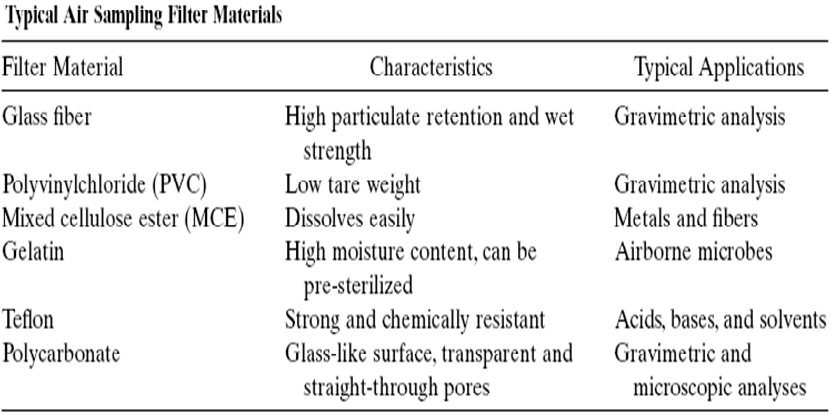 Typical Air Sampling Filter Materials
Filter Material Characteristics Typical Applications
Glass fiber High particulate retention and wet Gravimetric analysis
strength
Polyvinylchloride (PVC) Low tare weight Gravimetric analysis
Mixed cellulose ester (MCE) Dissolves easily Metals and fibers
Gelatin High moisture content, can be Airborne microbes
pre-sterilized
Teflon Strong and chemically resistant Acids, bases, and solvents
Polycarbonate Glass-like surface, transparent and Gravimetric and
straight-through pores microscopic analyses